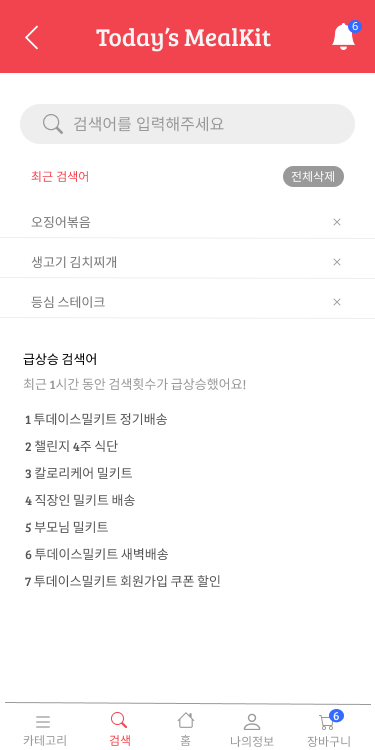 Today's MealKit
6
검색어를 입력해주세요
최근 검색어 전체삭제
오징어볶음 ×
생고기 김치찌개 ×
등심 스테이크 ×
급상승 검색어
최근 1시간 동안 검색횟수가 급상승했어요!
1 투데이스밀키트 정기배송
2 챌린지 4주 식단
3 칼로리케어 밀키트
4 직장인 밀키트 배송
5 부모님 밀키트
6 투데이스밀키트 새벽배송
7 투데이스밀키트 회원가입 쿠폰 할인
6
카테고리 검색 홈 나의정보 장바구니